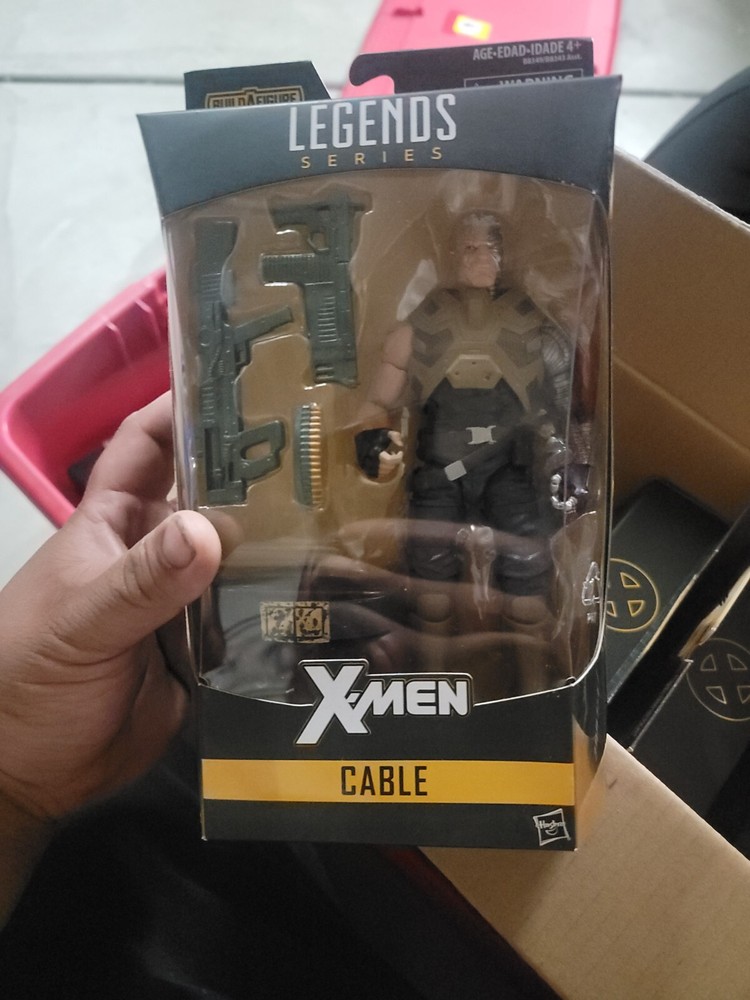 AGE•EDAD•IDADE 4+
WARNING
BUILD A FIGURE
LEGENDS
SERIES
X-MEN
CABLE
Hasbro